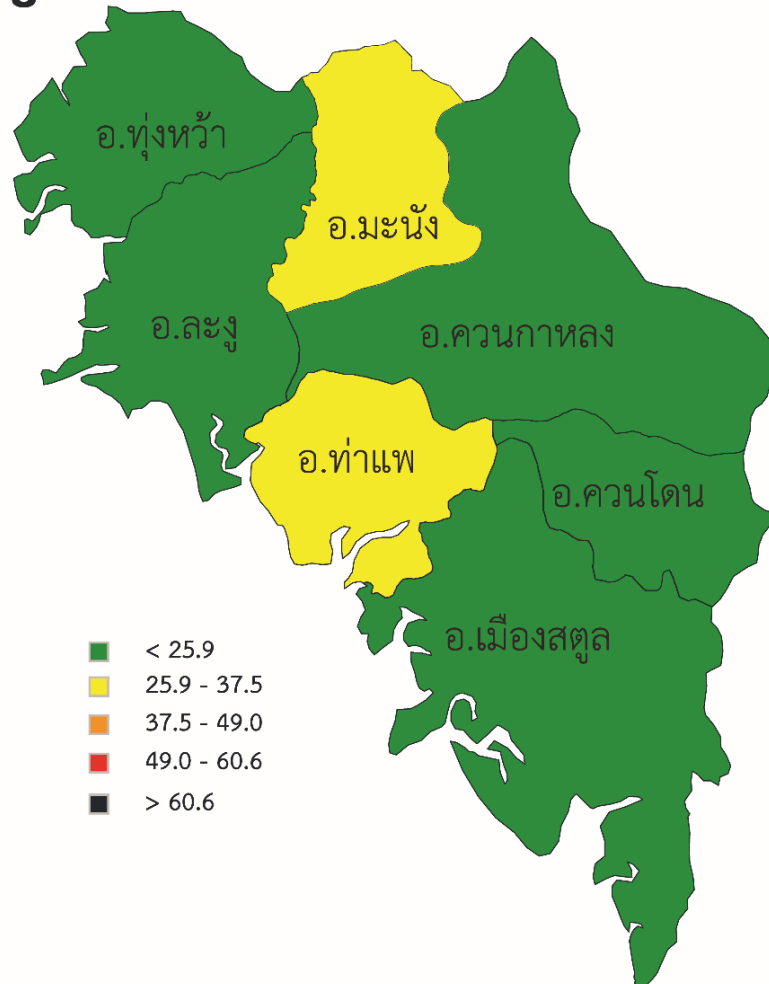 อ.ทุ่งหว้า
อ.มะนัง
อ.ละงู
อ.ควนกาหลง
อ.ท่าแพ
อ.ควนโดน
อ.เมืองสตูล
< 25.9
25.9 - 37.5
37.5 - 49.0
49.0 - 60.6
> 60.6